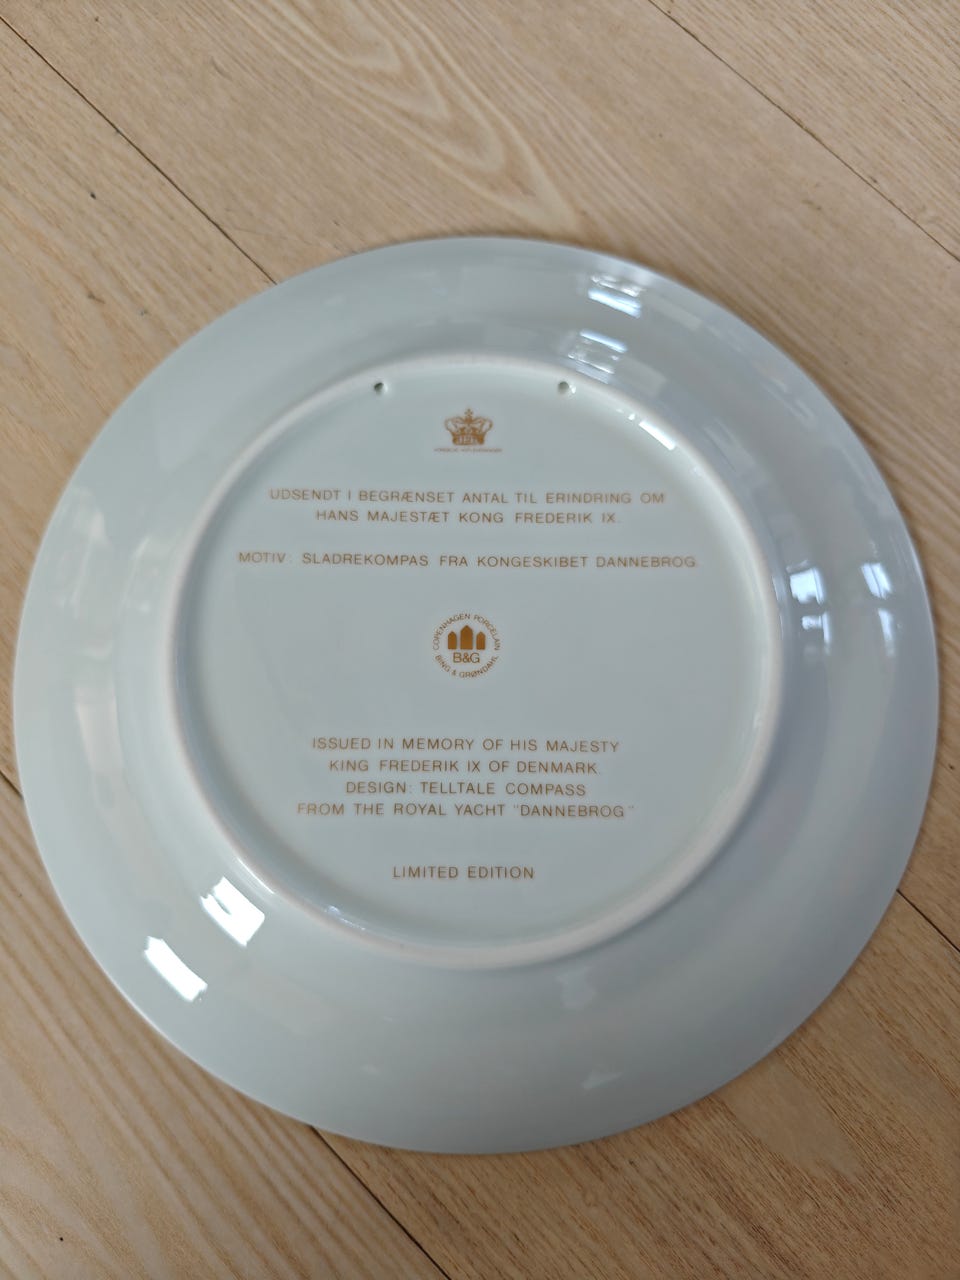 UDSENDT I BEGRÆNSET ANTAL TIL ERINDRING OM
HANS MAJESTÆT KONG FREDERIK IX.
MOTIV: SLADREKOMPAS FRA KONGESKIBET DANNEBROG.
COPENHAGEN PORCELAIN
B&G
BING & GRØNDAHL
ISSUED IN MEMORY OF HIS MAJESTY
KING FREDERIK IX OF DENMARK.
DESIGN: TELLTALE COMPASS
FROM THE ROYAL YACHT "DANNEBROG"
LIMITED EDITION